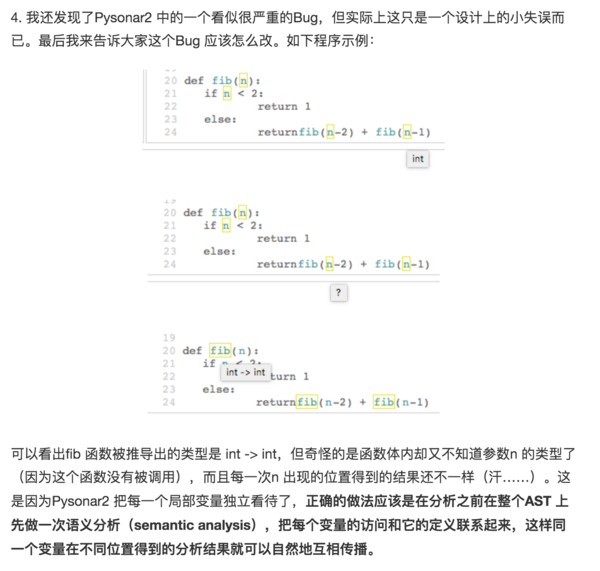 4. 我还发现了Pysonar2 中的一个看似很严重的Bug，但实际上这只是一个设计上的小失误而
已。最后我来告诉大家这个Bug 应该怎么改。如下程序示例：
20 def fib(n):
21 if n < 2:
22 return 1
23 else:
24 returnfib(n-2) + fib(n-1)
int
20 def fib(n):
21 if n < 2:
22 return 1
23 else:
24 returnfib(n-2) + fib(n-1)
?
19
20 def fib(n):
21 if
int -> int
22 turn 1
23 else:
24 returnfib(n-2) + fib(n-1)
可以看出fib 函数被推导出的类型是 int -> int，但奇怪的是函数体内却又不知道参数n 的类型了
（因为这个函数没有被调用），而且每一次n 出现的位置得到的结果还不一样（汗……）。这
是因为Pysonar2 把每一个局部变量独立看待了，正确的做法应该是在分析之前在整个AST 上
先做一次语义分析（semantic analysis），把每个变量的访问和它的定义联系起来，这样同
一个变量在不同位置得到的分析结果就可以自然地互相传播。